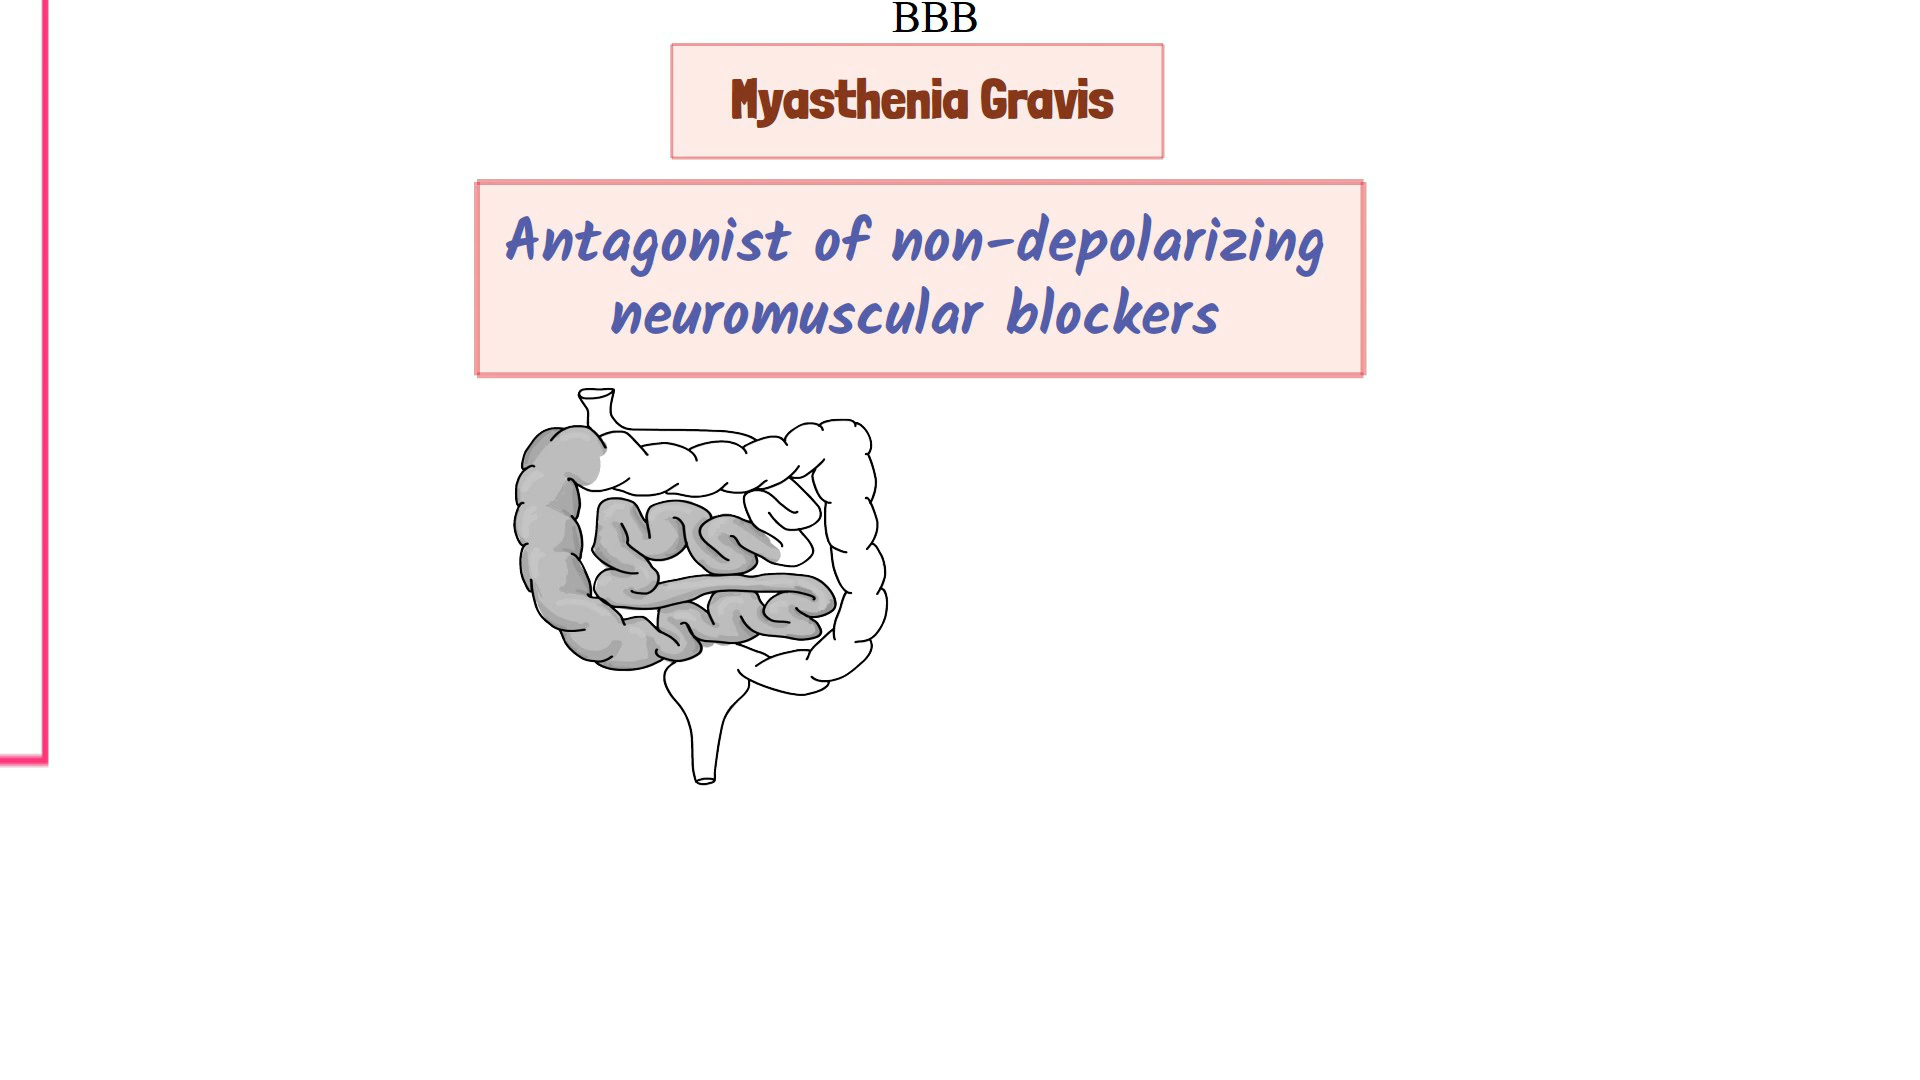 BBB
Myasthenia Gravis
Antagonist of non-depolarizing
neuromuscular blockers